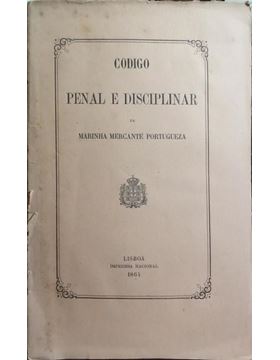 CODIGO
PENAL E DISCIPLINAR
DA
MARINHA MERCANTE PORTUGUEZA
LISBOA
IMPRENSA NACIONAL
1864